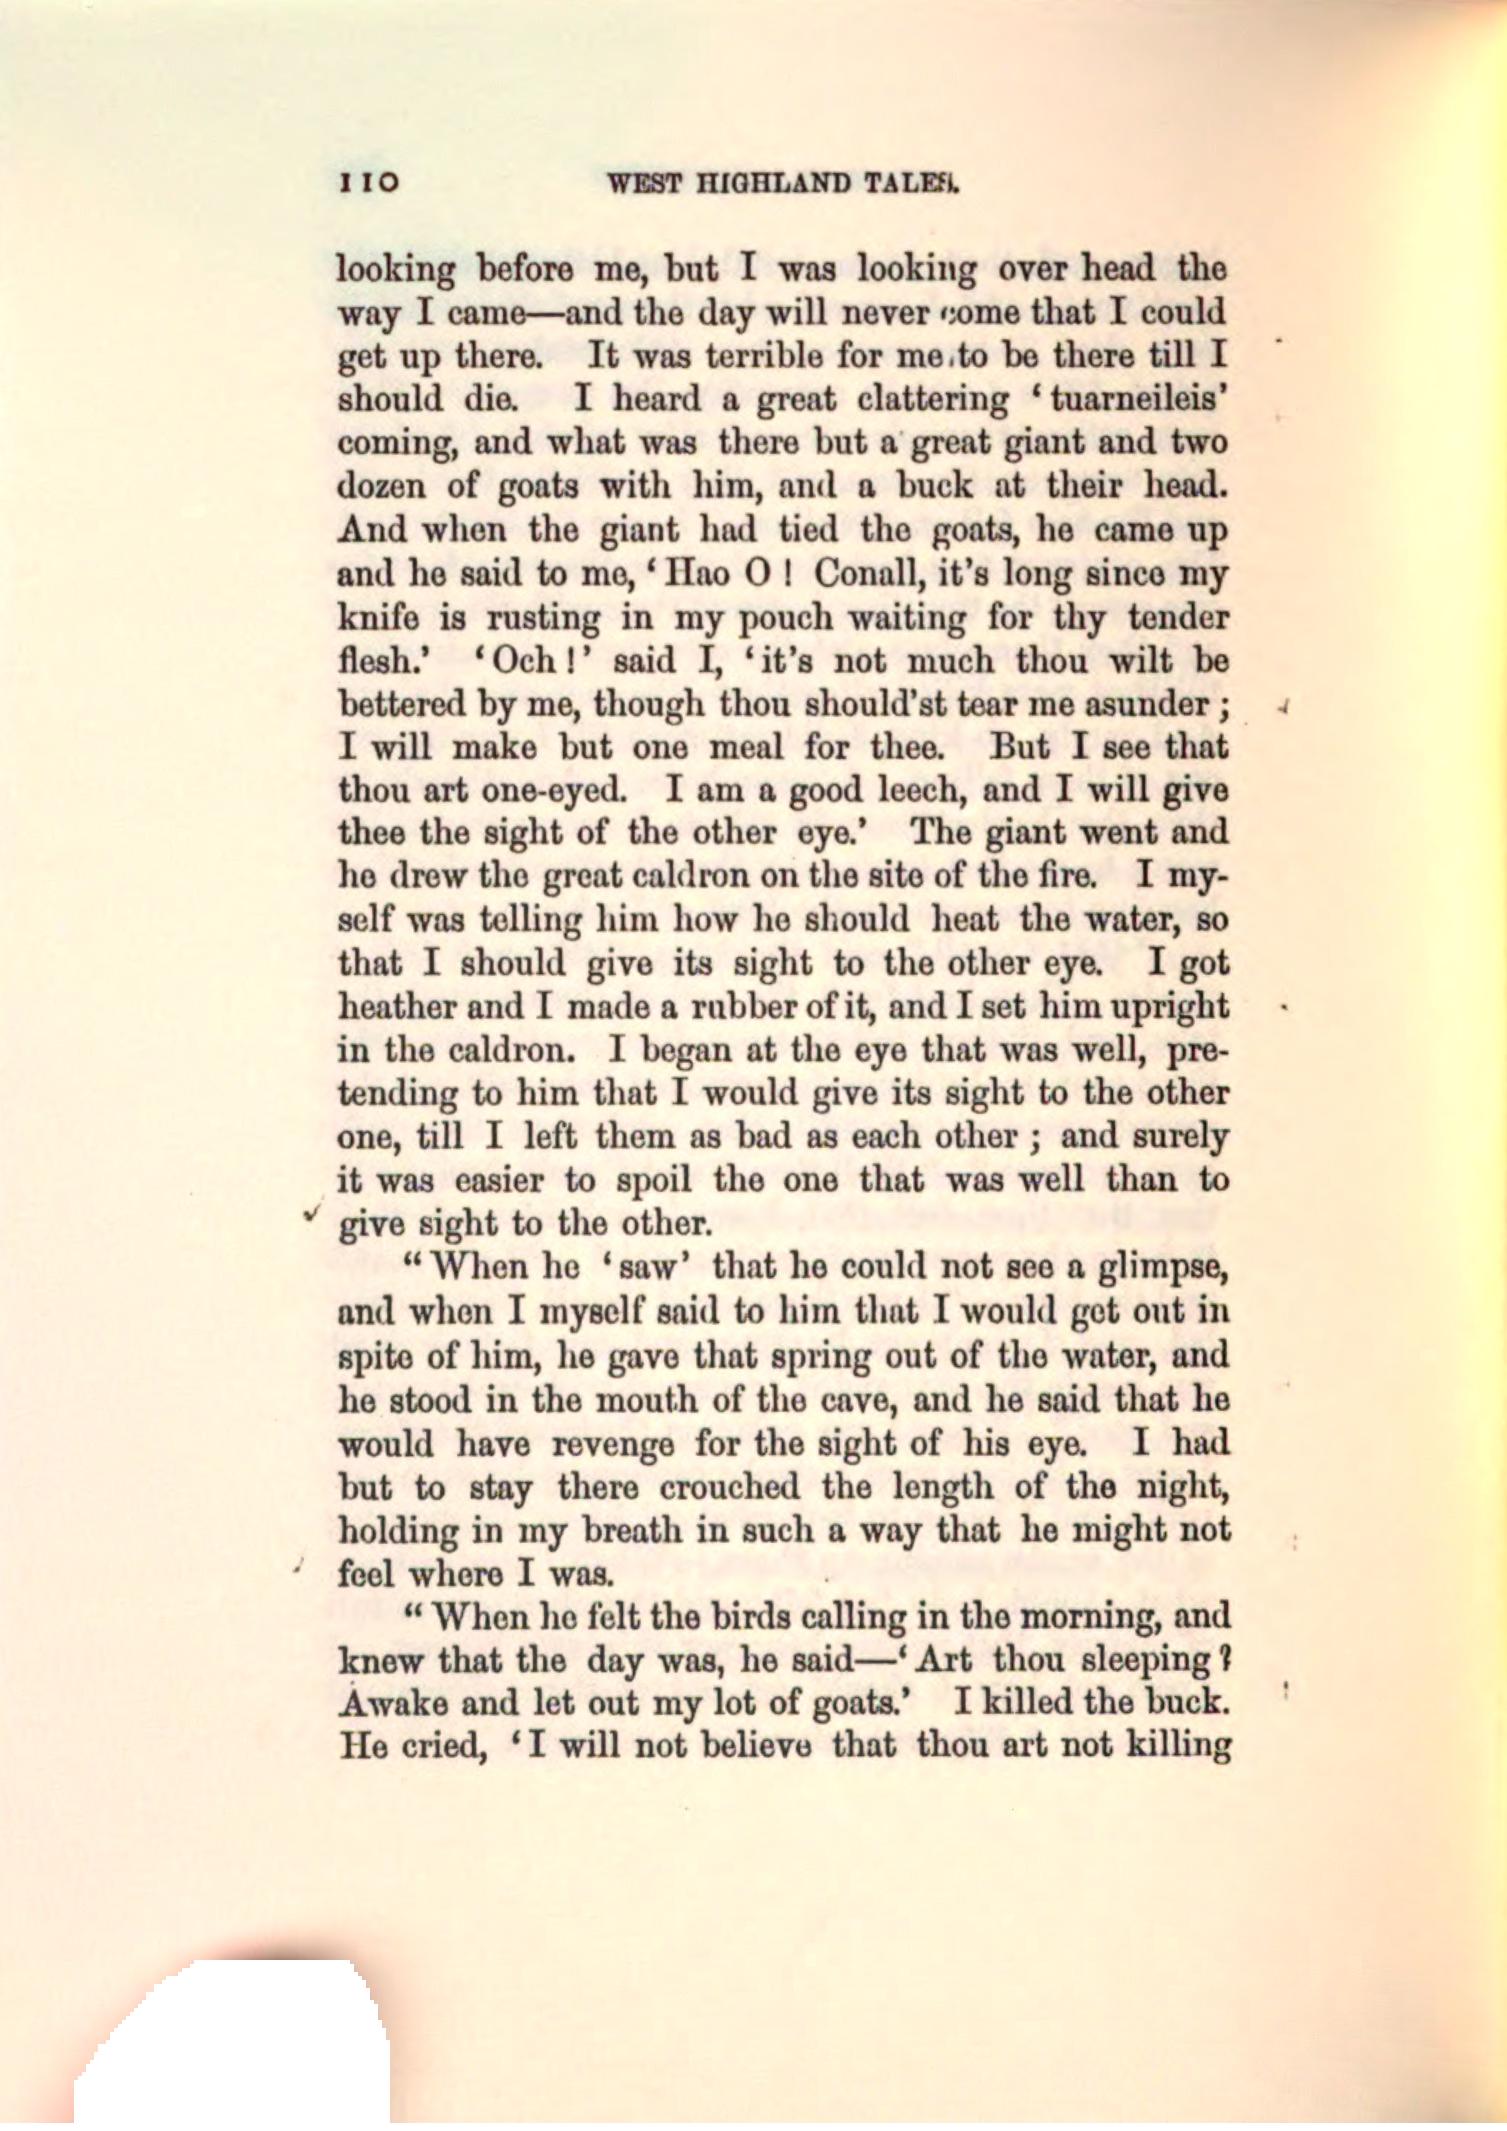 110 WEST HIGHLAND TALES.
looking before me, but I was looking over head the
way I came—and the day will never come that I could
get up there. It was terrible for me to be there till I
should die. I heard a great clattering ‘tuarneileis’
coming, and what was there but a great giant and two
dozen of goats with him, and a buck at their head.
And when the giant had tied the goats, he came up
and he said to me, ‘Hao O! Conall, it's long since my
knife is rusting in my pouch waiting for thy tender
flesh.’ ‘Och!’ said I, ‘it's not much thou wilt be
bettered by me, though thou should'st tear me asunder;
I will make but one meal for thee. But I see that
thou art one-eyed. I am a good leech, and I will give
thee the sight of the other eye.’ The giant went and
he drew the great caldron on the site of the fire. I my-
self was telling him how he should heat the water, so
that I should give its sight to the other eye. I got
heather and I made a rubber of it, and I set him upright
in the caldron. I began at the eye that was well, pre-
tending to him that I would give its sight to the other
one, till I left them as bad as each other; and surely
it was easier to spoil the one that was well than to
give sight to the other.
“When he ‘saw’ that he could not see a glimpse,
and when I myself said to him that I would get out in
spite of him, he gave that spring out of the water, and
he stood in the mouth of the cave, and he said that he
would have revenge for the sight of his eye. I had
but to stay there crouched the length of the night,
holding in my breath in such a way that he might not
feel where I was.
“When he felt the birds calling in the morning, and
knew that the day was, he said—‘Art thou sleeping?
Awake and let out my lot of goats.’ I killed the buck.
He cried, ‘I will not believe that thou art not killing